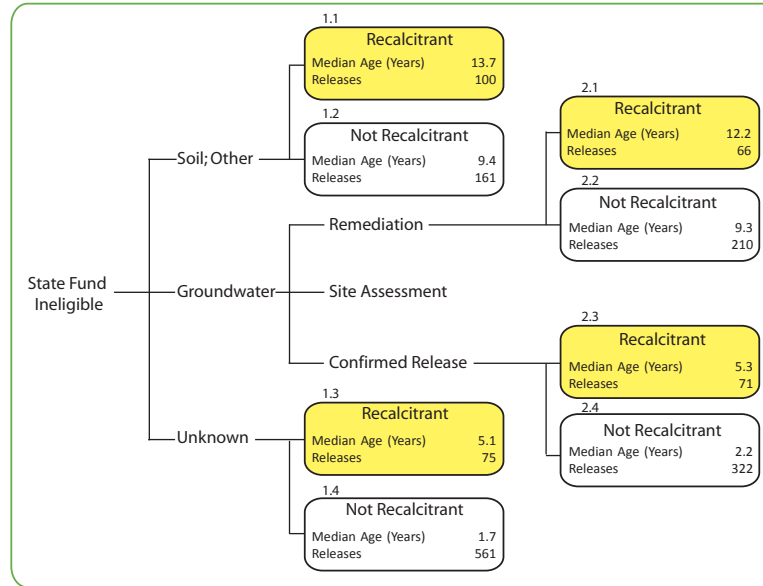 1.1
Recalcitrant
Median Age (Years) 13.7
Releases 100
1.2
Not Recalcitrant
Median Age (Years) 9.4
Releases 161
Soil; Other
2.1
Recalcitrant
Median Age (Years) 12.2
Releases 66
2.2
Not Recalcitrant
Median Age (Years) 9.3
Releases 210
Remediation
State Fund
Ineligible
Groundwater
Site Assessment
2.3
Recalcitrant
Median Age (Years) 5.3
Releases 71
2.4
Not Recalcitrant
Median Age (Years) 2.2
Releases 322
Confirmed Release
Unknown
1.3
Recalcitrant
Median Age (Years) 5.1
Releases 75
1.4
Not Recalcitrant
Median Age (Years) 1.7
Releases 561